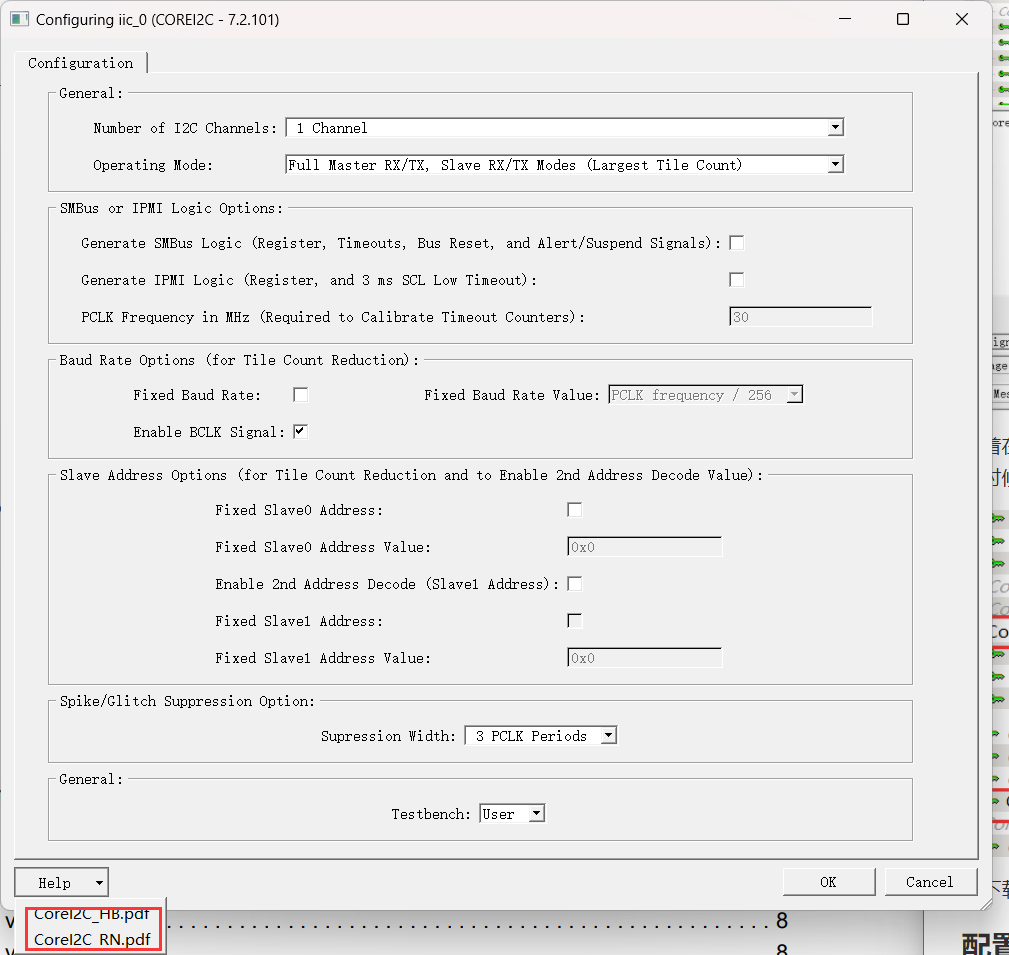 Configuring iic_0 (COREI2C - 7.2.101)
Configuration
General:
Number of I2C Channels: 1 Channel
Operating Mode: Full Master RX/TX, Slave RX/TX Modes (Largest Tile Count)
SMBus or IPMI Logic Options:
Generate SMBus Logic (Register, Timeouts, Bus Reset, and Alert/Suspend Signals):
Generate IPMI Logic (Register, and 3 ms SCL Low Timeout):
PCLK Frequency in MHz (Required to Calibrate Timeout Counters): 30
Baud Rate Options (for Tile Count Reduction):
Fixed Baud Rate: Fixed Baud Rate Value: PCLK frequency / 256
Enable BCLK Signal:
Slave Address Options (for Tile Count Reduction and to Enable 2nd Address Decode Value):
Fixed Slave0 Address:
Fixed Slave0 Address Value: 0x0
Enable 2nd Address Decode (Slave1 Address):
Fixed Slave1 Address:
Fixed Slave1 Address Value: 0x0
Spike/Glitch Suppression Option:
Supression Width: 3 PCLK Periods
General:
Testbench: User
Help OK Cancel
CoreI2C_HB.pdf
CoreI2C_RN.pdf
8
8
配置